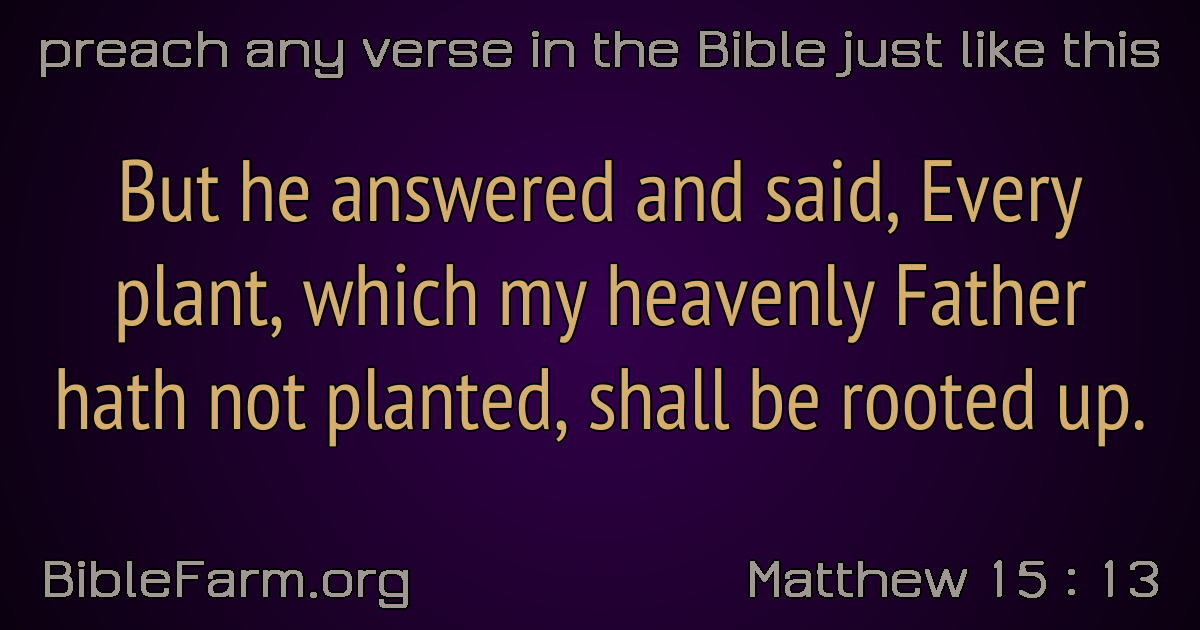 preach any verse in the Bible just like this
But he answered and said, Every
plant, which my heavenly Father
hath not planted, shall be rooted up.
BibleFarm.org
Matthew 15 : 13